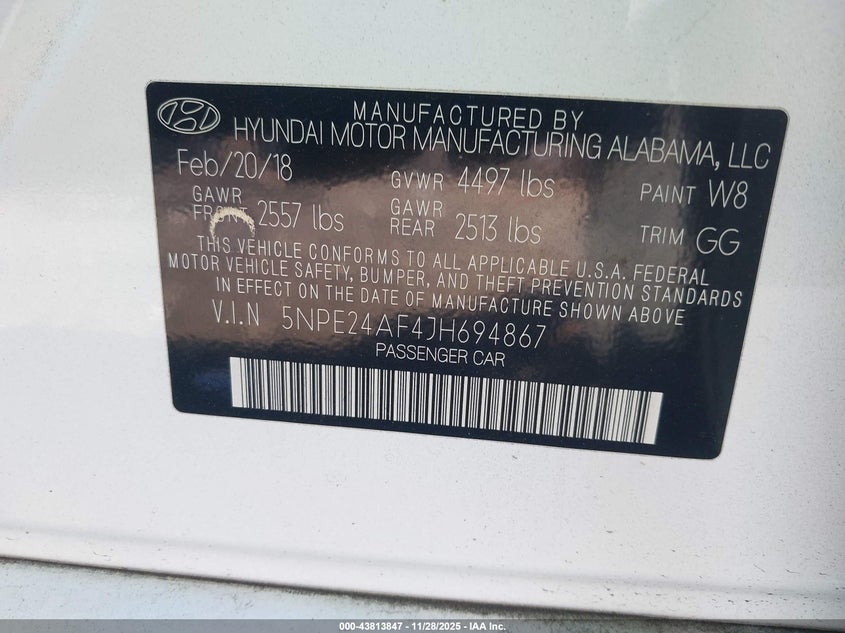 MANUFACTURED BY
HYUNDAI MOTOR MANUFACTURING ALABAMA, LLC
Feb/20/18 GVWR 4497 lbs PAINT W8
GAWR FRONT 2557 lbs GAWR REAR 2513 lbs TRIM GG
THIS VEHICLE CONFORMS TO ALL APPLICABLE U.S.A. FEDERAL
MOTOR VEHICLE SAFETY, BUMPER, AND THEFT PREVENTION STANDARDS
IN EFFECT ON THE DATE OF MANUFACTURE SHOWN ABOVE
V.I.N 5NPE24AF4JH694867
PASSENGER CAR
000-43813847 — 11/28/2025 — IAA Inc.